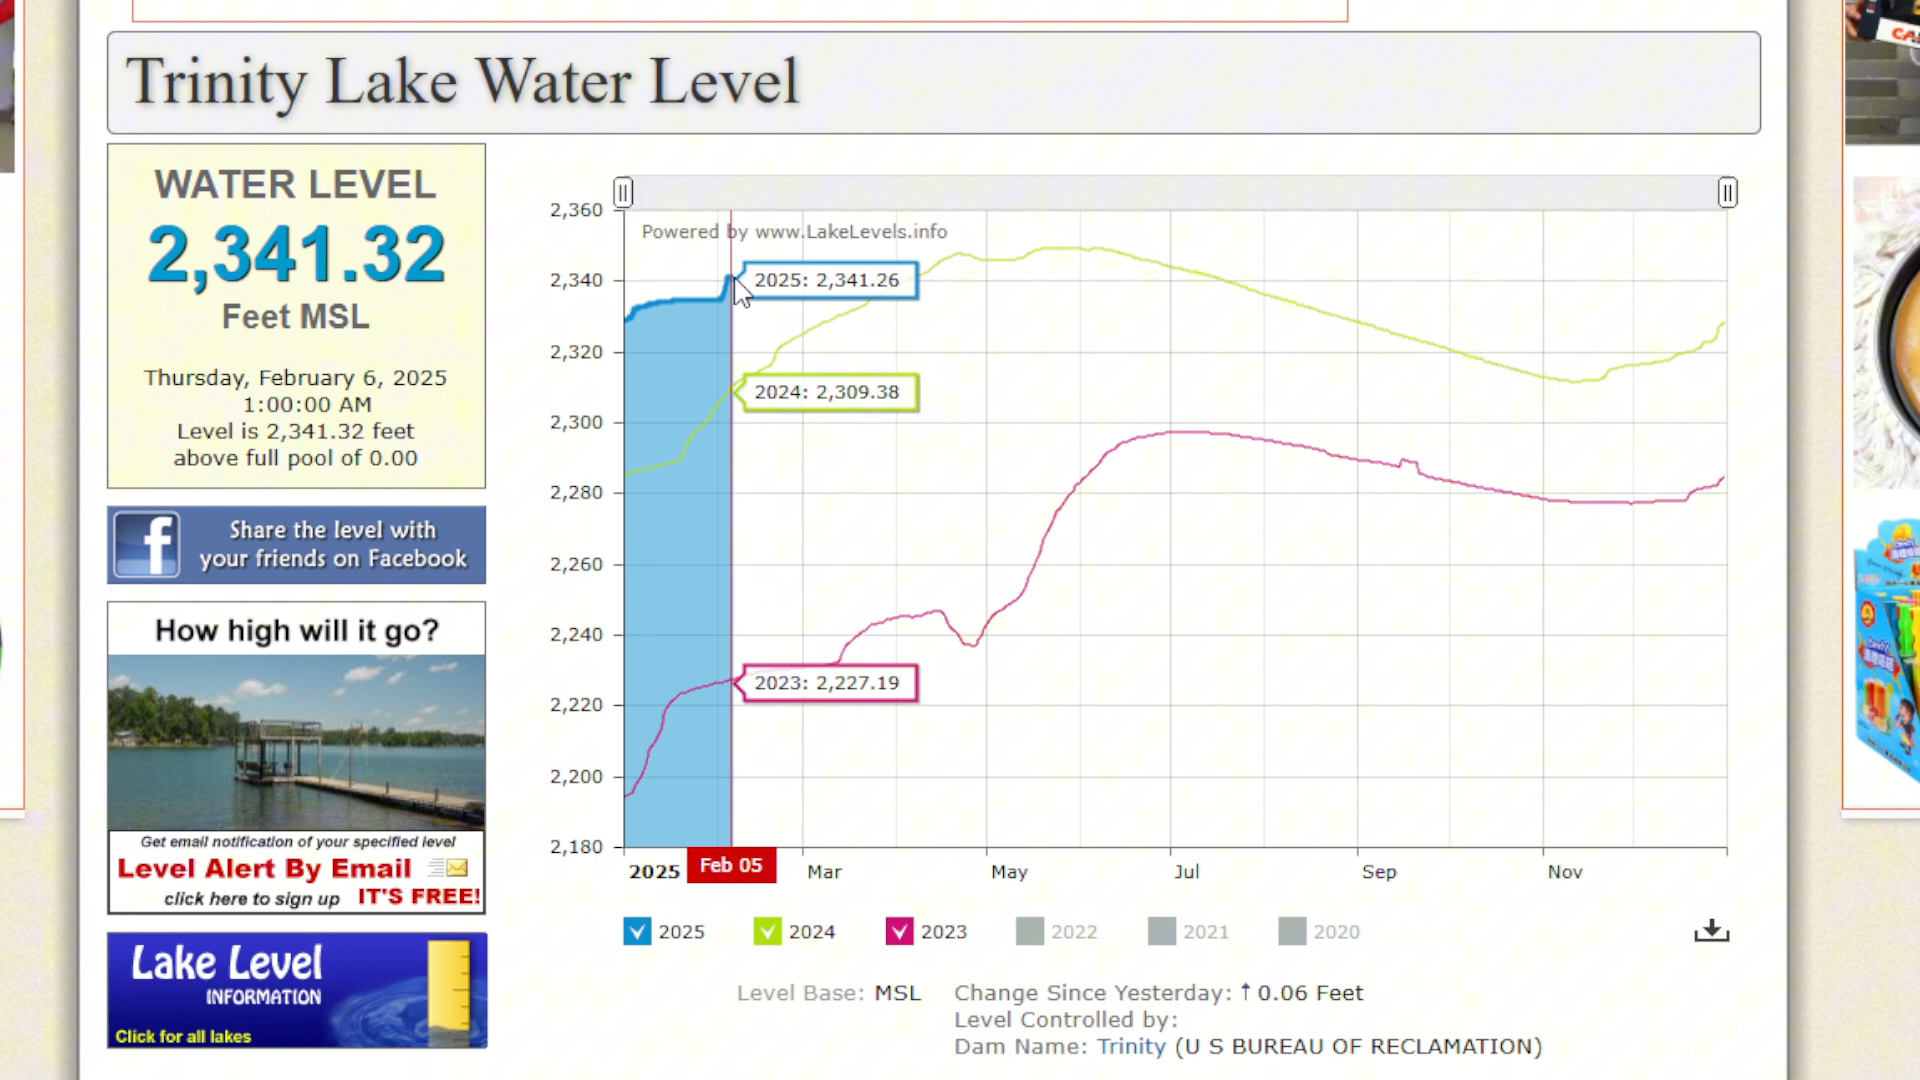 Trinity Lake Water Level
WATER LEVEL
2,341.32
Feet MSL
Thursday, February 6, 2025
1:00:00 AM
Level is 2,341.32 feet
above full pool of 0.00
Share the level with
your friends on Facebook
How high will it go?
Get email notification of your specified level
Level Alert By Email
click here to sign up IT'S FREE!
Lake Level
INFORMATION
Click for all lakes
Powered by www.LakeLevels.info
2,360
2,340
2,320
2,300
2,280
2,260
2,240
2,220
2,200
2,180
2025: 2,341.26
2024: 2,309.38
2023: 2,227.19
2025 Feb 05 Mar May Jul Sep Nov
2025 2024 2023 2022 2021 2020
Level Base: MSL
Change Since Yesterday: ↑ 0.06 Feet
Level Controlled by:
Dam Name: Trinity (U S BUREAU OF RECLAMATION)